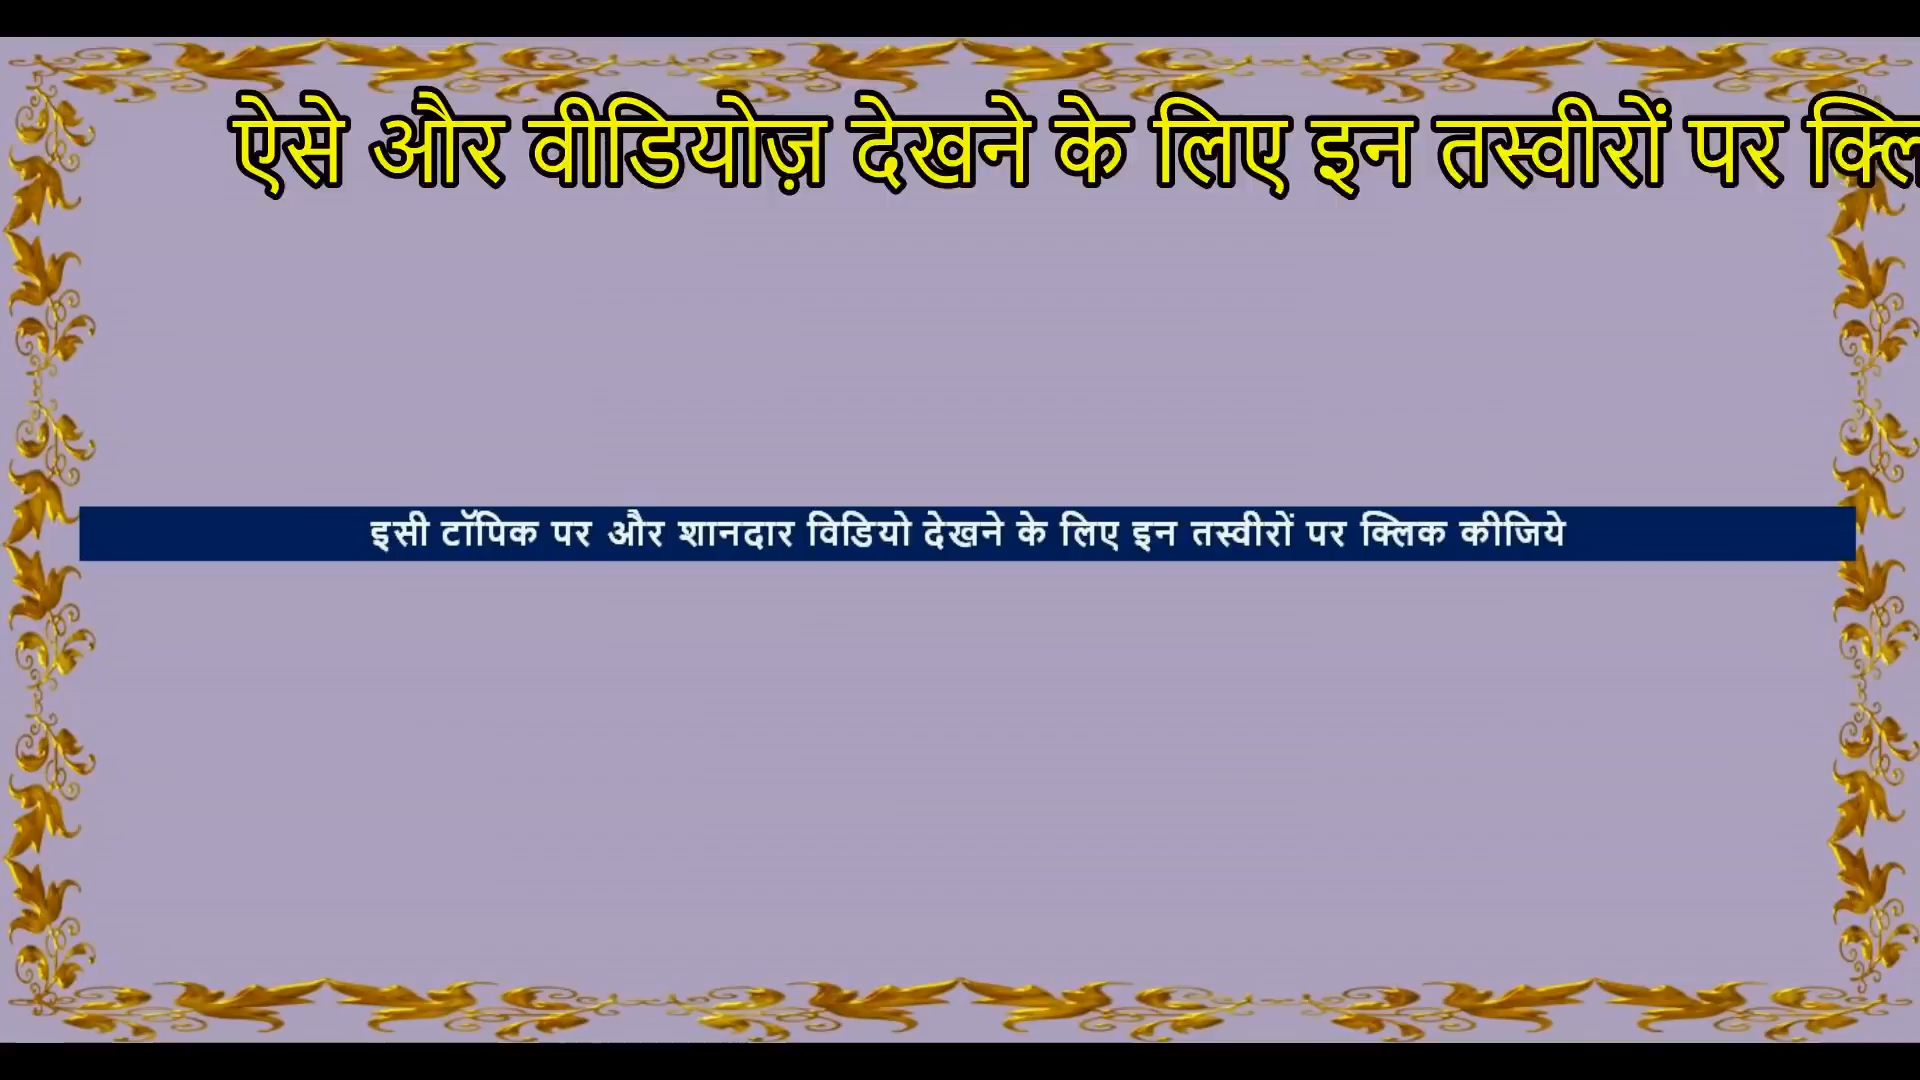 ऐसे और वीडियोज़ देखने के लिए इन तस्वीरों पर
इसी टॉपिक पर और शानदार विडियो देखने के लिए इन तस्वीरों पर क्लिक कीजिये